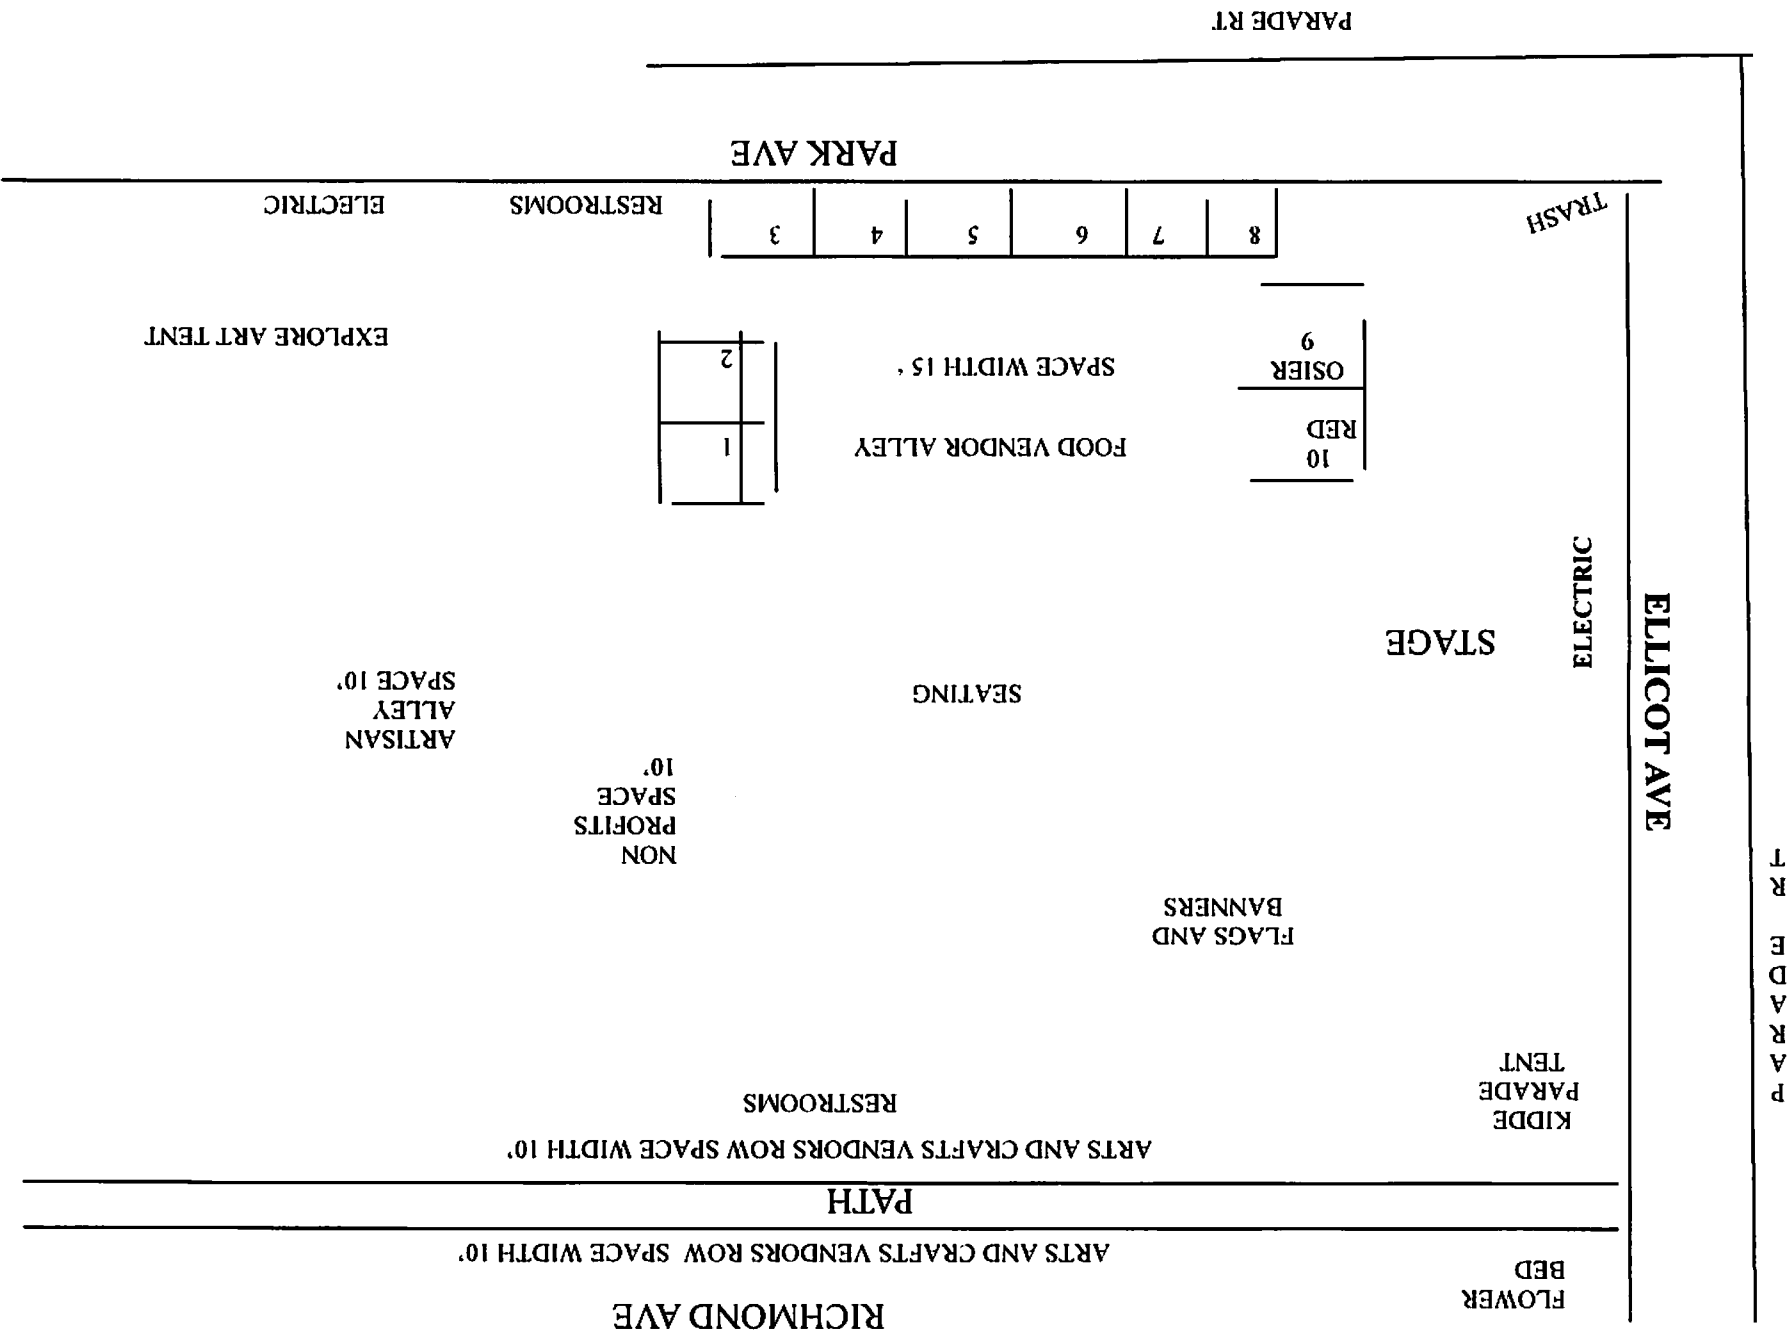 RICHMOND AVE
FLOWER
BED
ARTS AND CRAFTS VENDORS ROW SPACE WIDTH 10'
PATH
ARTS AND CRAFTS VENDORS ROW SPACE WIDTH 10'
KIDDE
PARADE
TENT
RESTROOMS
P
A
R
A
D
E
R
T
FLAGS AND
BANNERS
NON
PROFITS
SPACE
10'
ELLICOT AVE
ARTISAN
ALLEY
SPACE 10'
SEATING
STAGE
ELECTRIC
10
RED
OSIER
9
FOOD VENDOR ALLEY
SPACE WIDTH 15 '
1
2
EXPLORE ART TENT
8
7
6
5
4
3
TRASH
RESTROOMS
ELECTRIC
PARK AVE
PARADE RT